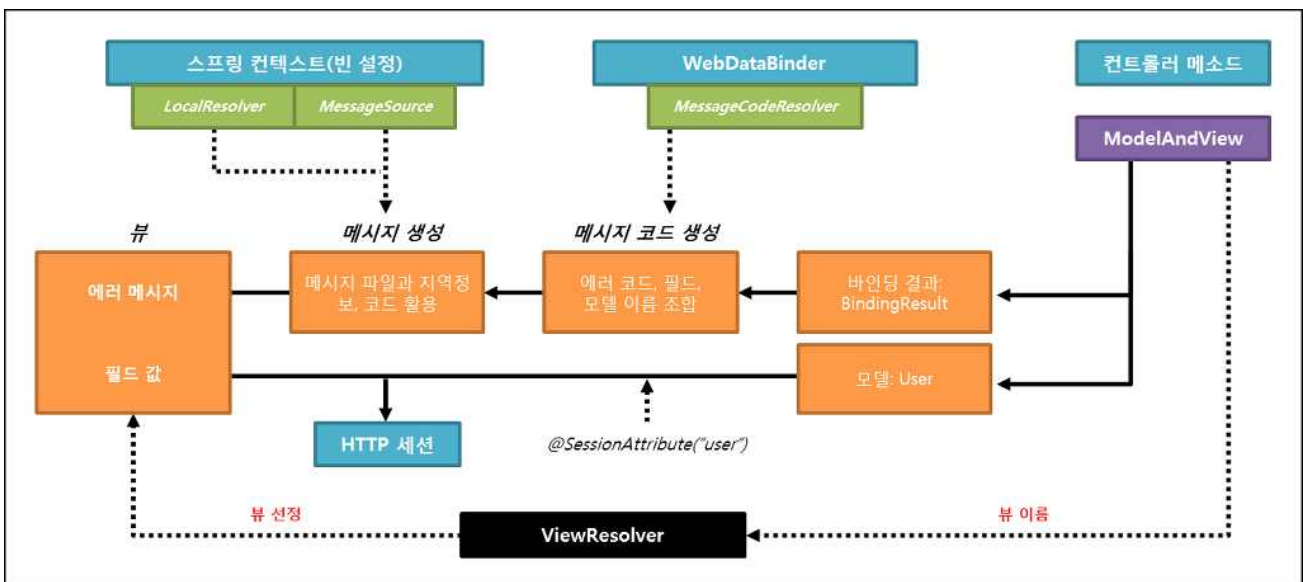 스프링 컨텍스트(빈 설정)
WebDataBinder
컨트롤러 메소드
LocalResolver
MessageSource
MessageCodeResolver
ModelAndView
뷰
메시지 생성
메시지 코드 생성
에러 메시지
필드 값
메시지 파일과 지역정
보, 코드 활용
에러 코드, 필드,
모델 이름 조합
바인딩 결과:
BindingResult
모델: User
HTTP 세션
@SessionAttribute("user")
뷰 선정
ViewResolver
뷰 이름